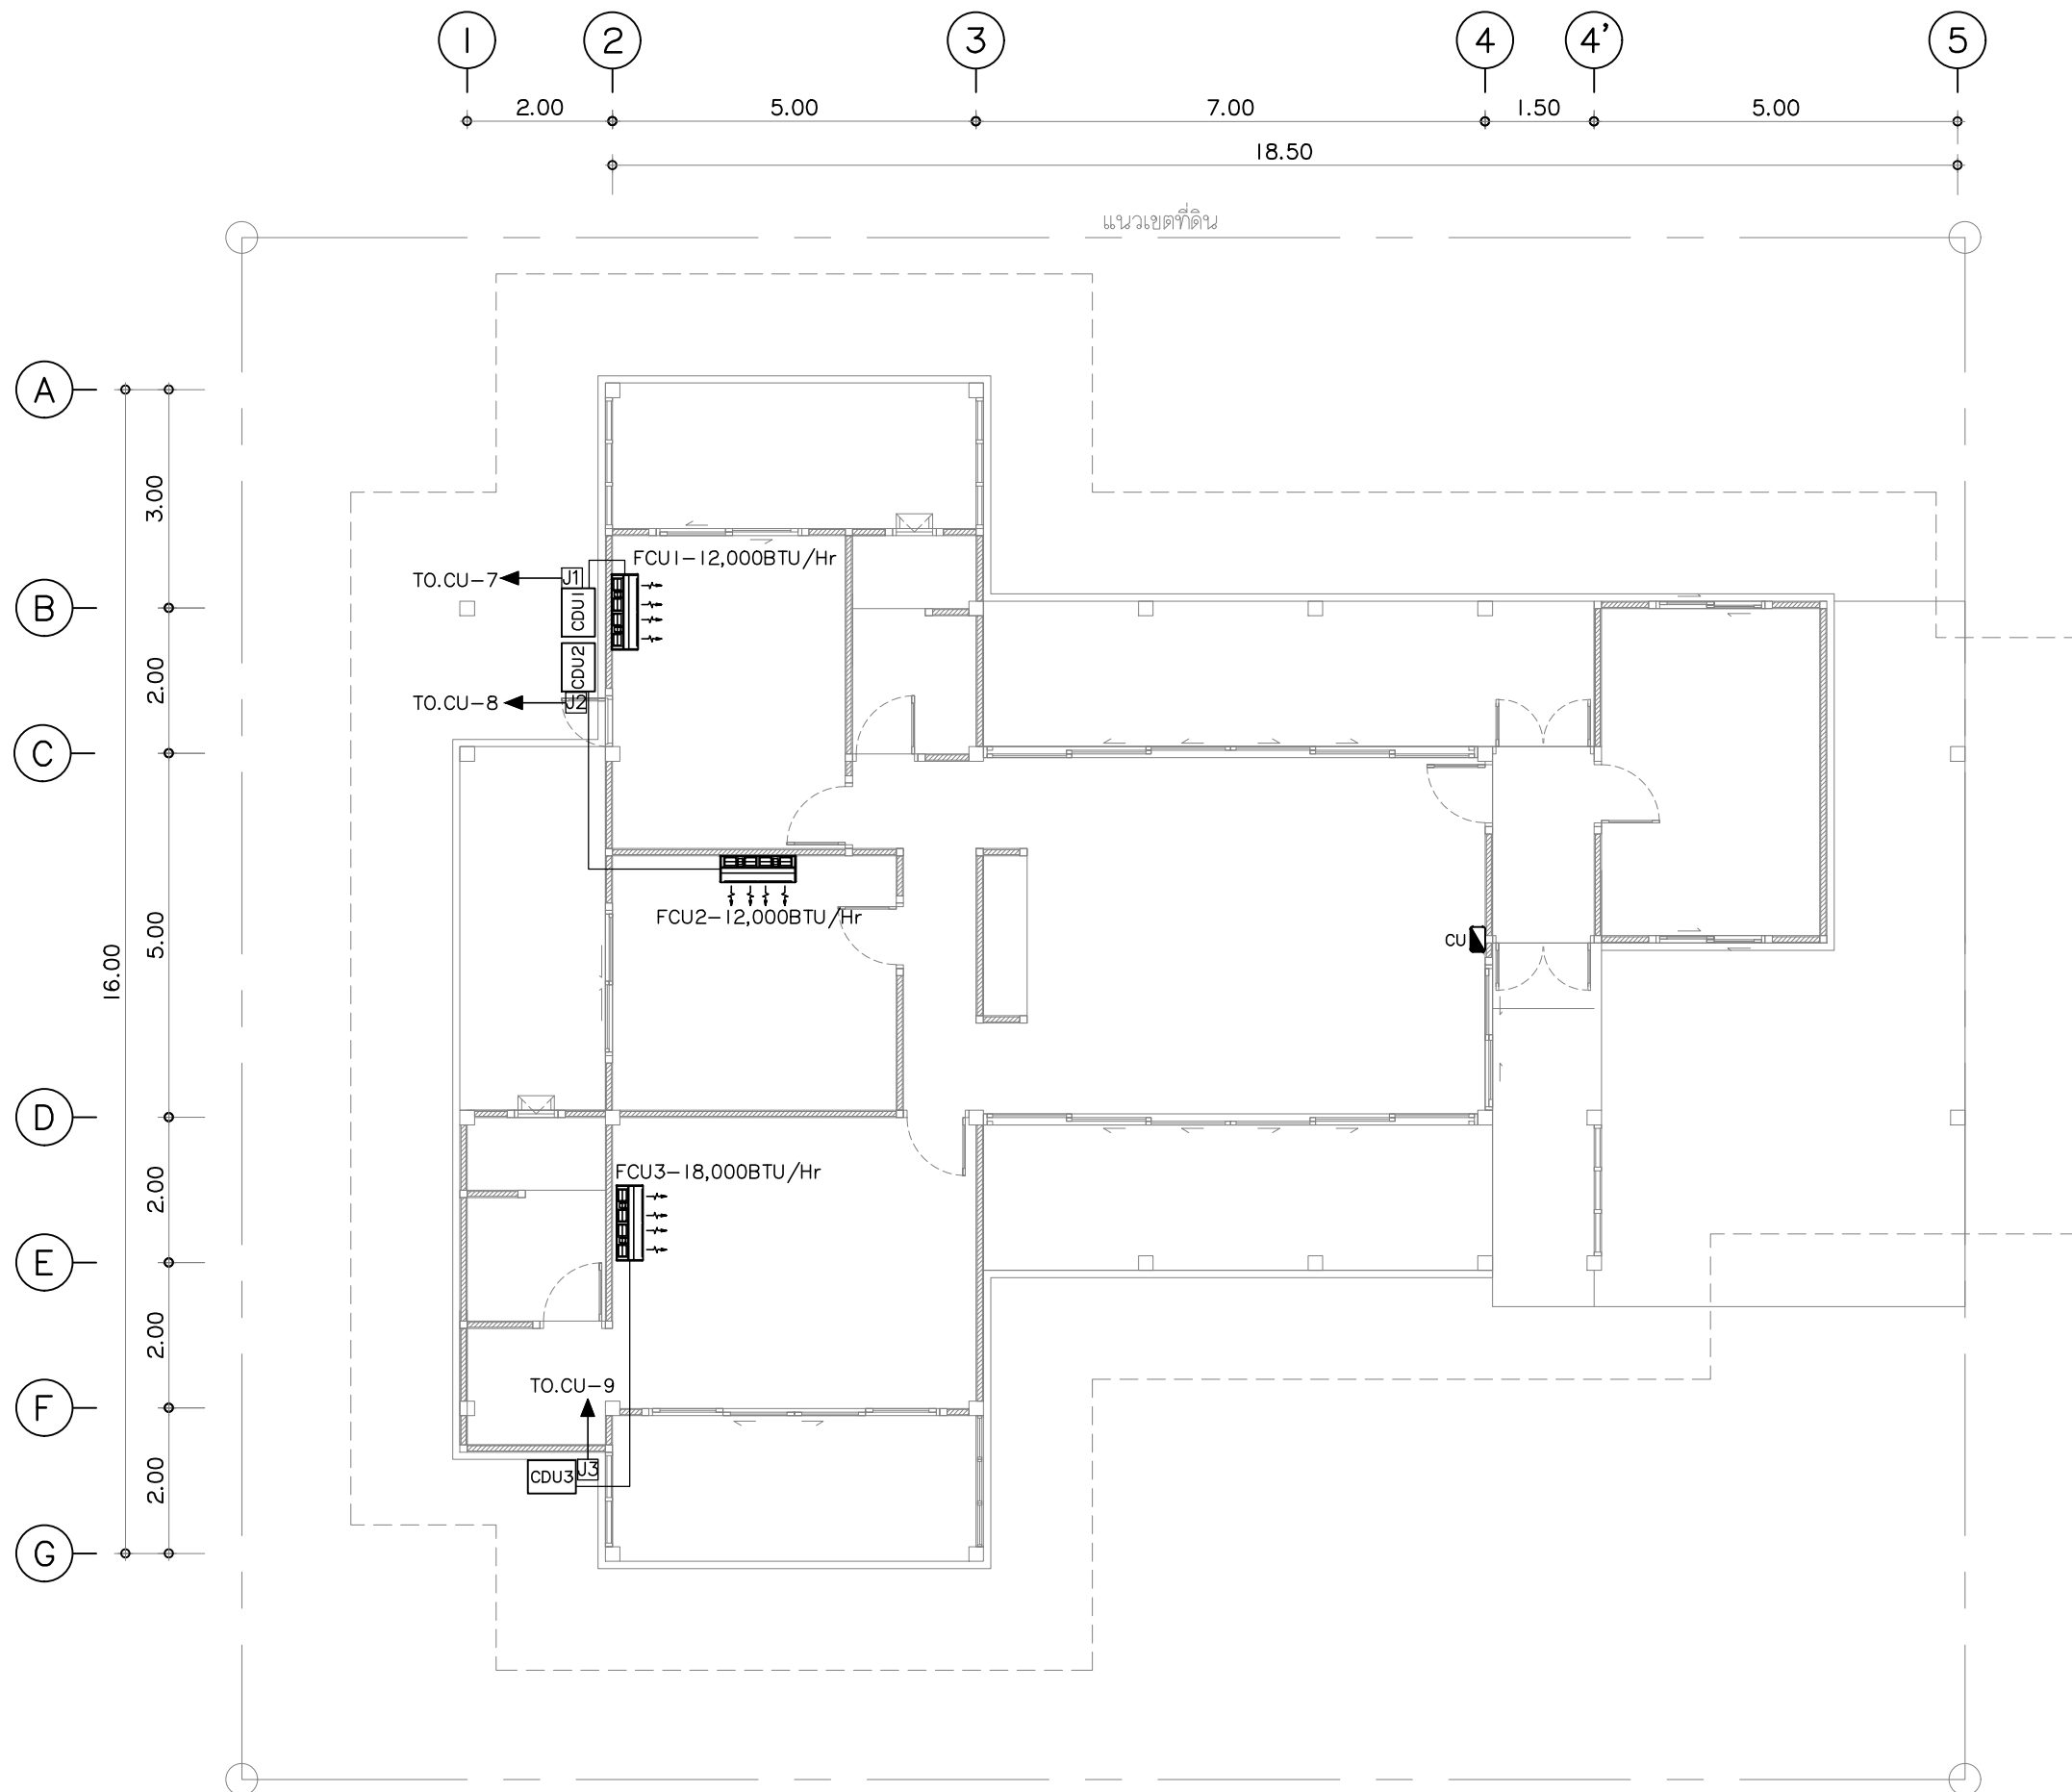 1
2
3
4
4'
5
2.00
5.00
7.00
1.50
5.00
18.50
แนวเขตที่ดิน
A
3.00
FCU1-12,000BTU/Hr
TO.CU-7
J1
CDU1
B
CDU2
2.00
TO.CU-8
J2
C
FCU2-12,000BTU/Hr
5.00
CU
16.00
D
FCU3-18,000BTU/Hr
2.00
E
2.00
TO.CU-9
F
J3
CDU3
2.00
G